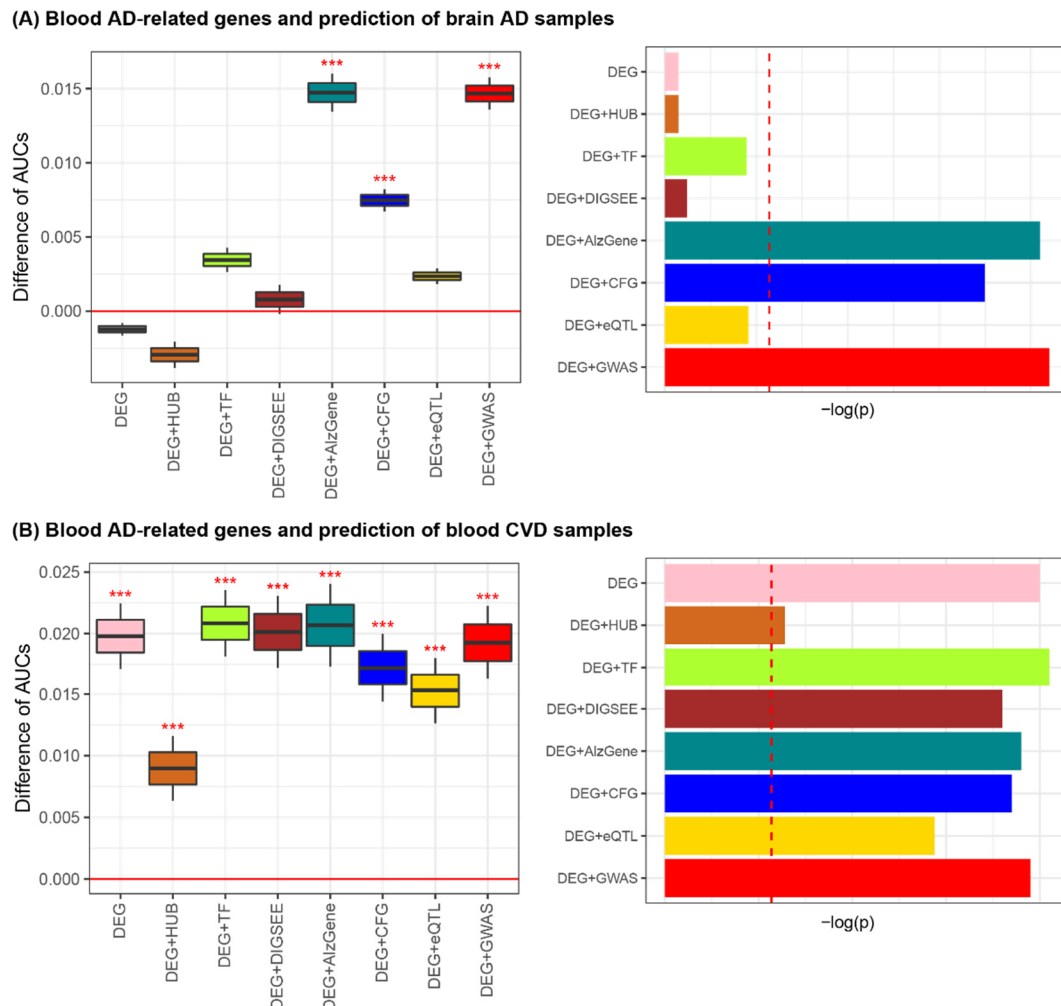 (A) Blood AD-related genes and prediction of brain AD samples
Difference of AUCs
0.015
0.010
0.005
0.000
***
***
***
DEG
DEG+HUB
DEG+TF
DEG+DIGSEE
DEG+AlzGene
DEG+CFG
DEG+eQTL
DEG+GWAS
DEG
DEG+HUB
DEG+TF
DEG+DIGSEE
DEG+AlzGene
DEG+CFG
DEG+eQTL
DEG+GWAS
−log(p)
(B) Blood AD-related genes and prediction of blood CVD samples
Difference of AUCs
0.025
0.020
0.015
0.010
0.005
0.000
***
***
***
***
***
***
***
***
DEG
DEG+HUB
DEG+TF
DEG+DIGSEE
DEG+AlzGene
DEG+CFG
DEG+eQTL
DEG+GWAS
DEG
DEG+HUB
DEG+TF
DEG+DIGSEE
DEG+AlzGene
DEG+CFG
DEG+eQTL
DEG+GWAS
−log(p)